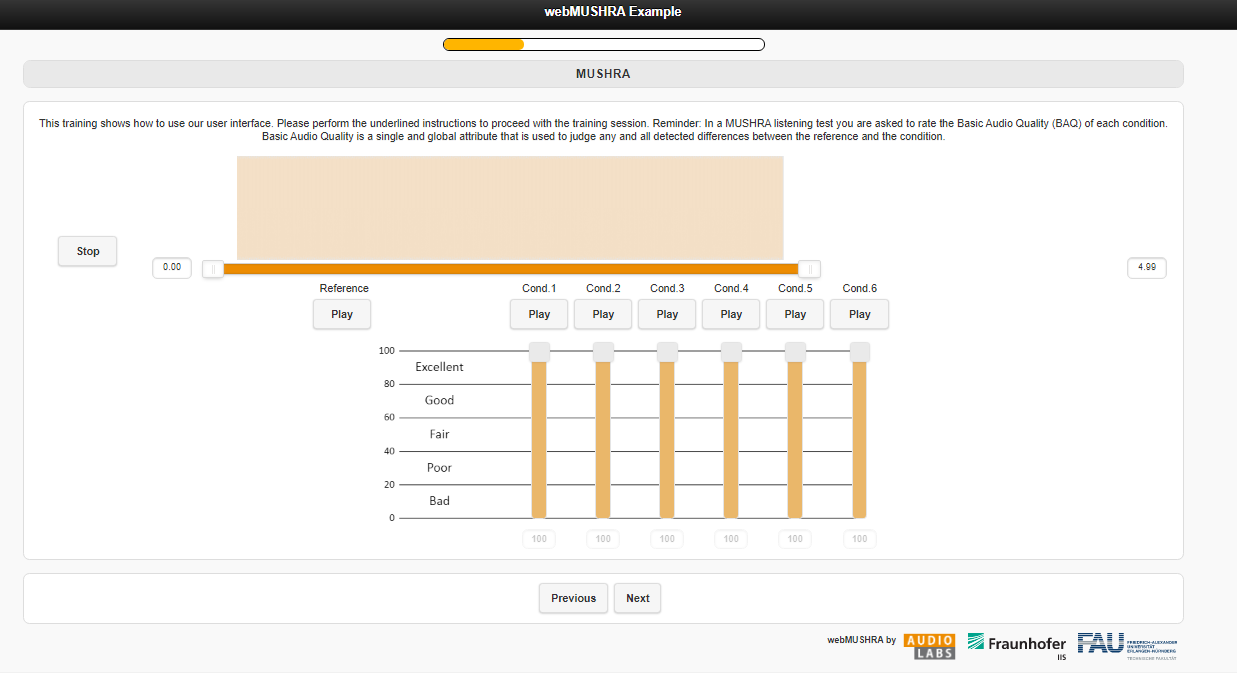 webMUSHRA Example
MUSHRA
This training shows how to use our user interface. Please perform the underlined instructions to proceed with the training session. Reminder: In a MUSHRA listening test you are asked to rate the Basic Audio Quality (BAQ) of each condition.
Basic Audio Quality is a single and global attribute that is used to judge any and all detected differences between the reference and the condition.
Stop
0.00
4.99
Reference Cond.1 Cond.2 Cond.3 Cond.4 Cond.5 Cond.6
Play Play Play Play Play Play Play
100
Excellent
80
Good
60
Fair
40
Poor
20
Bad
0
100 100 100 100 100 100
Previous Next
webMUSHRA by AUDIO LABS
Fraunhofer
IIS
FAU
FRIEDRICH-ALEXANDER
UNIVERSITÄT
ERLANGEN-NÜRNBERG
TECHNISCHE FAKULTÄT